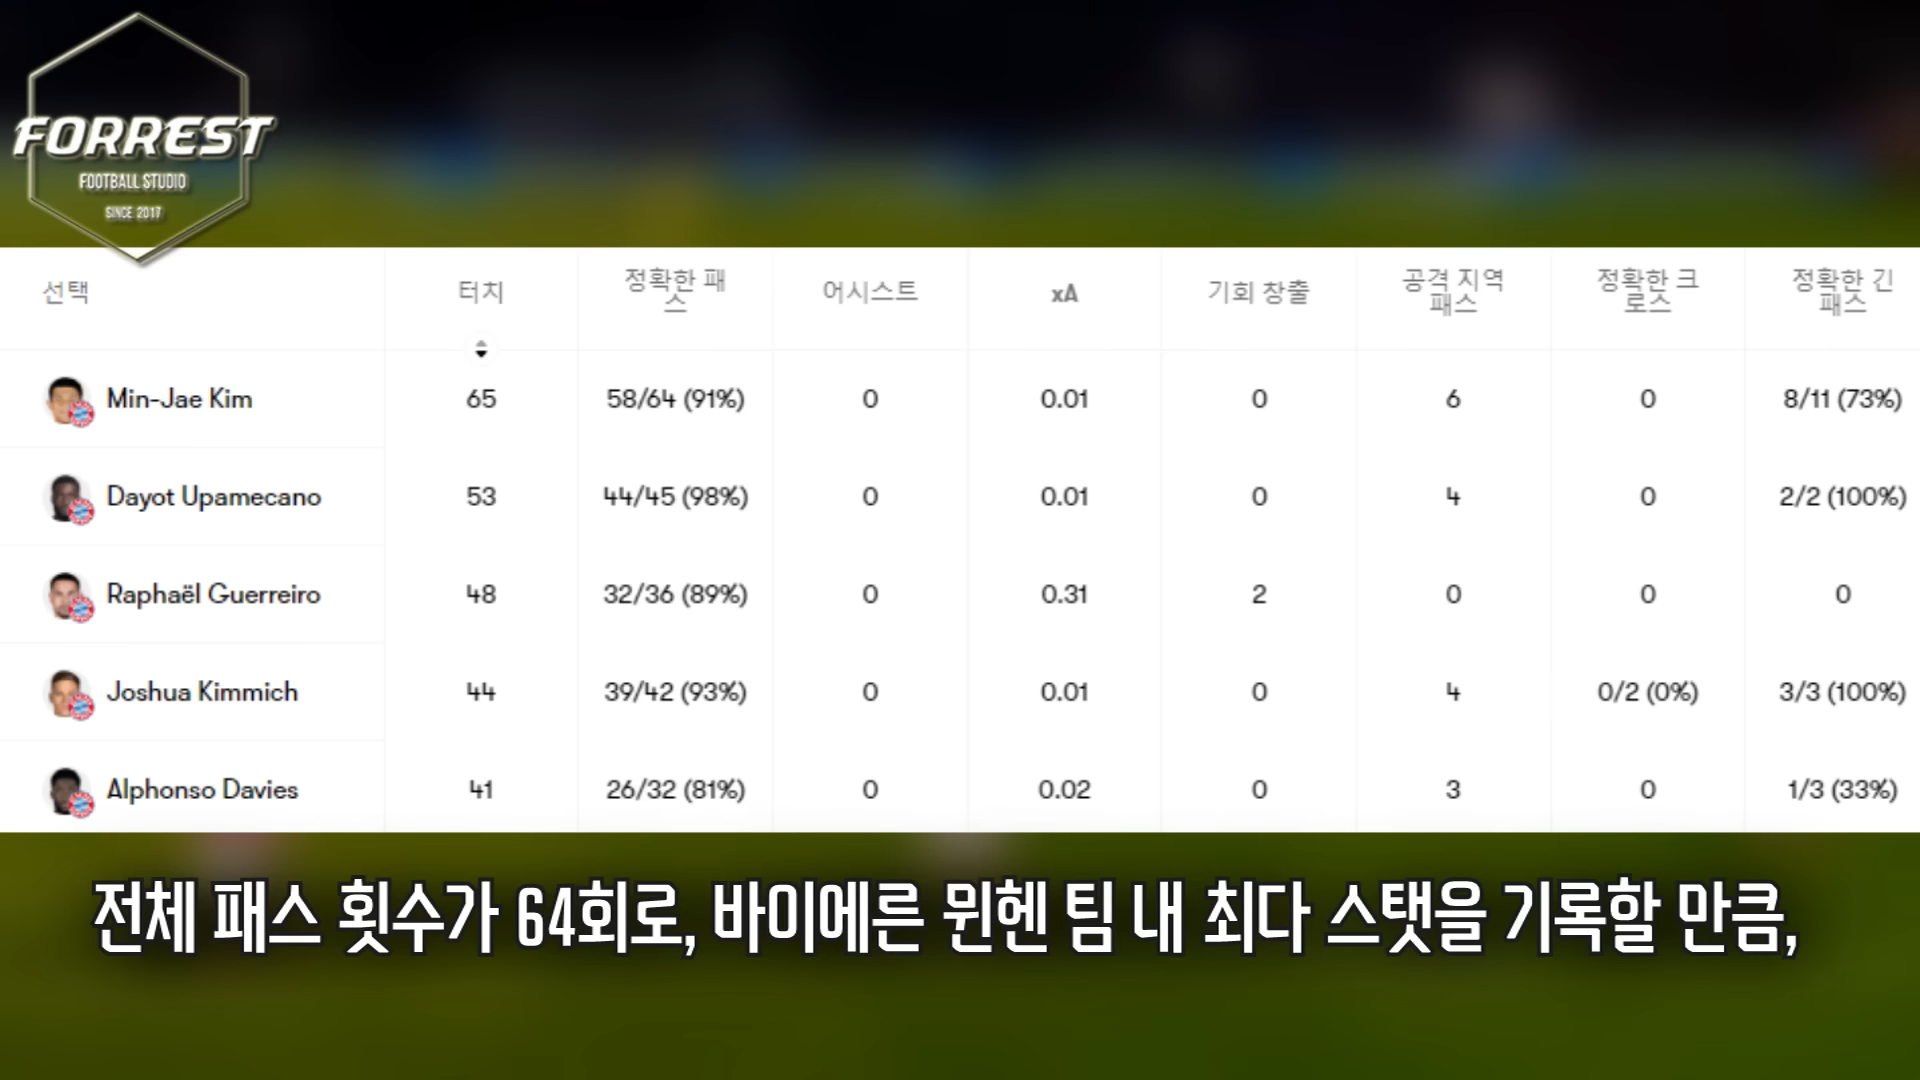 FORREST
FOOTBALL STUDIO
SINCE 2017
선택 터치 정확한 패스 어시스트 xA 기회 창출 공격 지역 패스 정확한 크로스 정확한 긴 패스
Min-Jae Kim 65 58/64 (91%) 0 0.01 0 6 0 8/11 (73%)
Dayot Upamecano 53 44/45 (98%) 0 0.01 0 4 0 2/2 (100%)
Raphaël Guerreiro 48 32/36 (89%) 0 0.31 2 0 0 0
Joshua Kimmich 44 39/42 (93%) 0 0.01 0 4 0/2 (0%) 3/3 (100%)
Alphonso Davies 41 26/32 (81%) 0 0.02 0 3 0 1/3 (33%)
전체 패스 횟수가 64회로, 바이에른 뮌헨 팀 내 최다 스탯을 기록할 만큼,